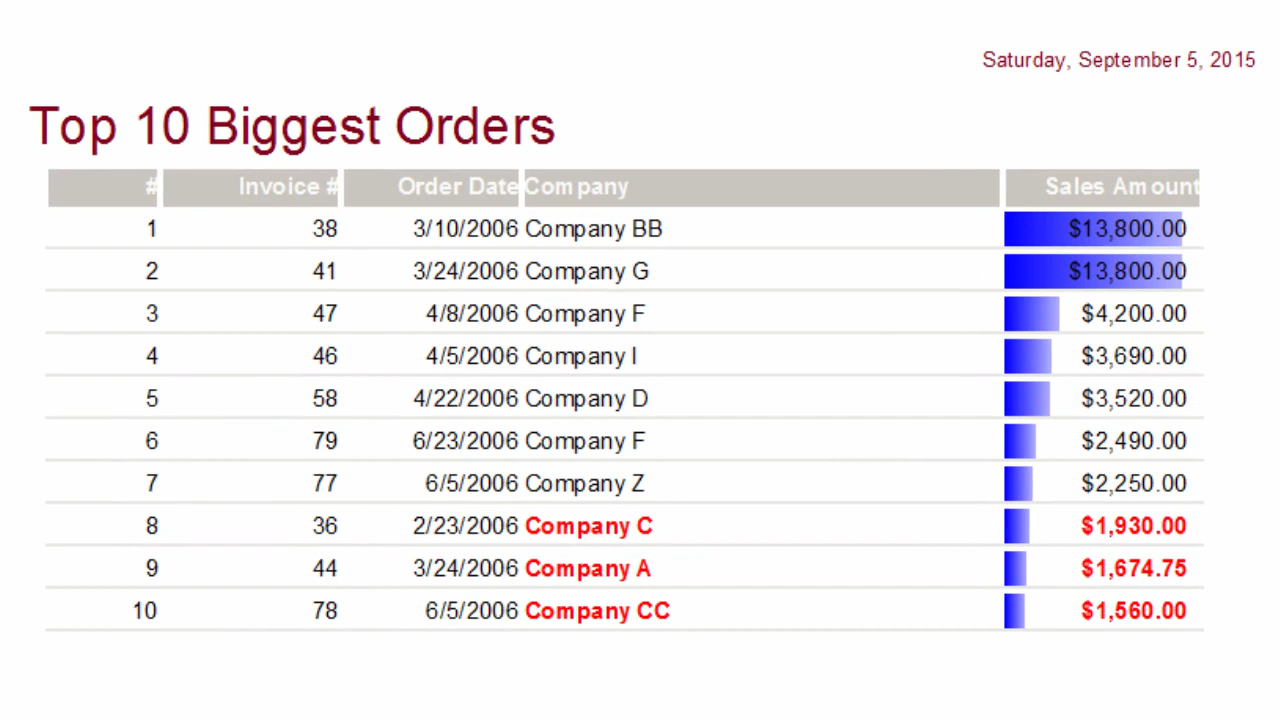 Saturday, September 5, 2015
Top 10 Biggest Orders
# Invoice # Order Date Company Sales Amount
1 38 3/10/2006 Company BB $13,800.00
2 41 3/24/2006 Company G $13,800.00
3 47 4/8/2006 Company F $4,200.00
4 46 4/5/2006 Company I $3,690.00
5 58 4/22/2006 Company D $3,520.00
6 79 6/23/2006 Company F $2,490.00
7 77 6/5/2006 Company Z $2,250.00
8 36 2/23/2006 Company C $1,930.00
9 44 3/24/2006 Company A $1,674.75
10 78 6/5/2006 Company CC $1,560.00